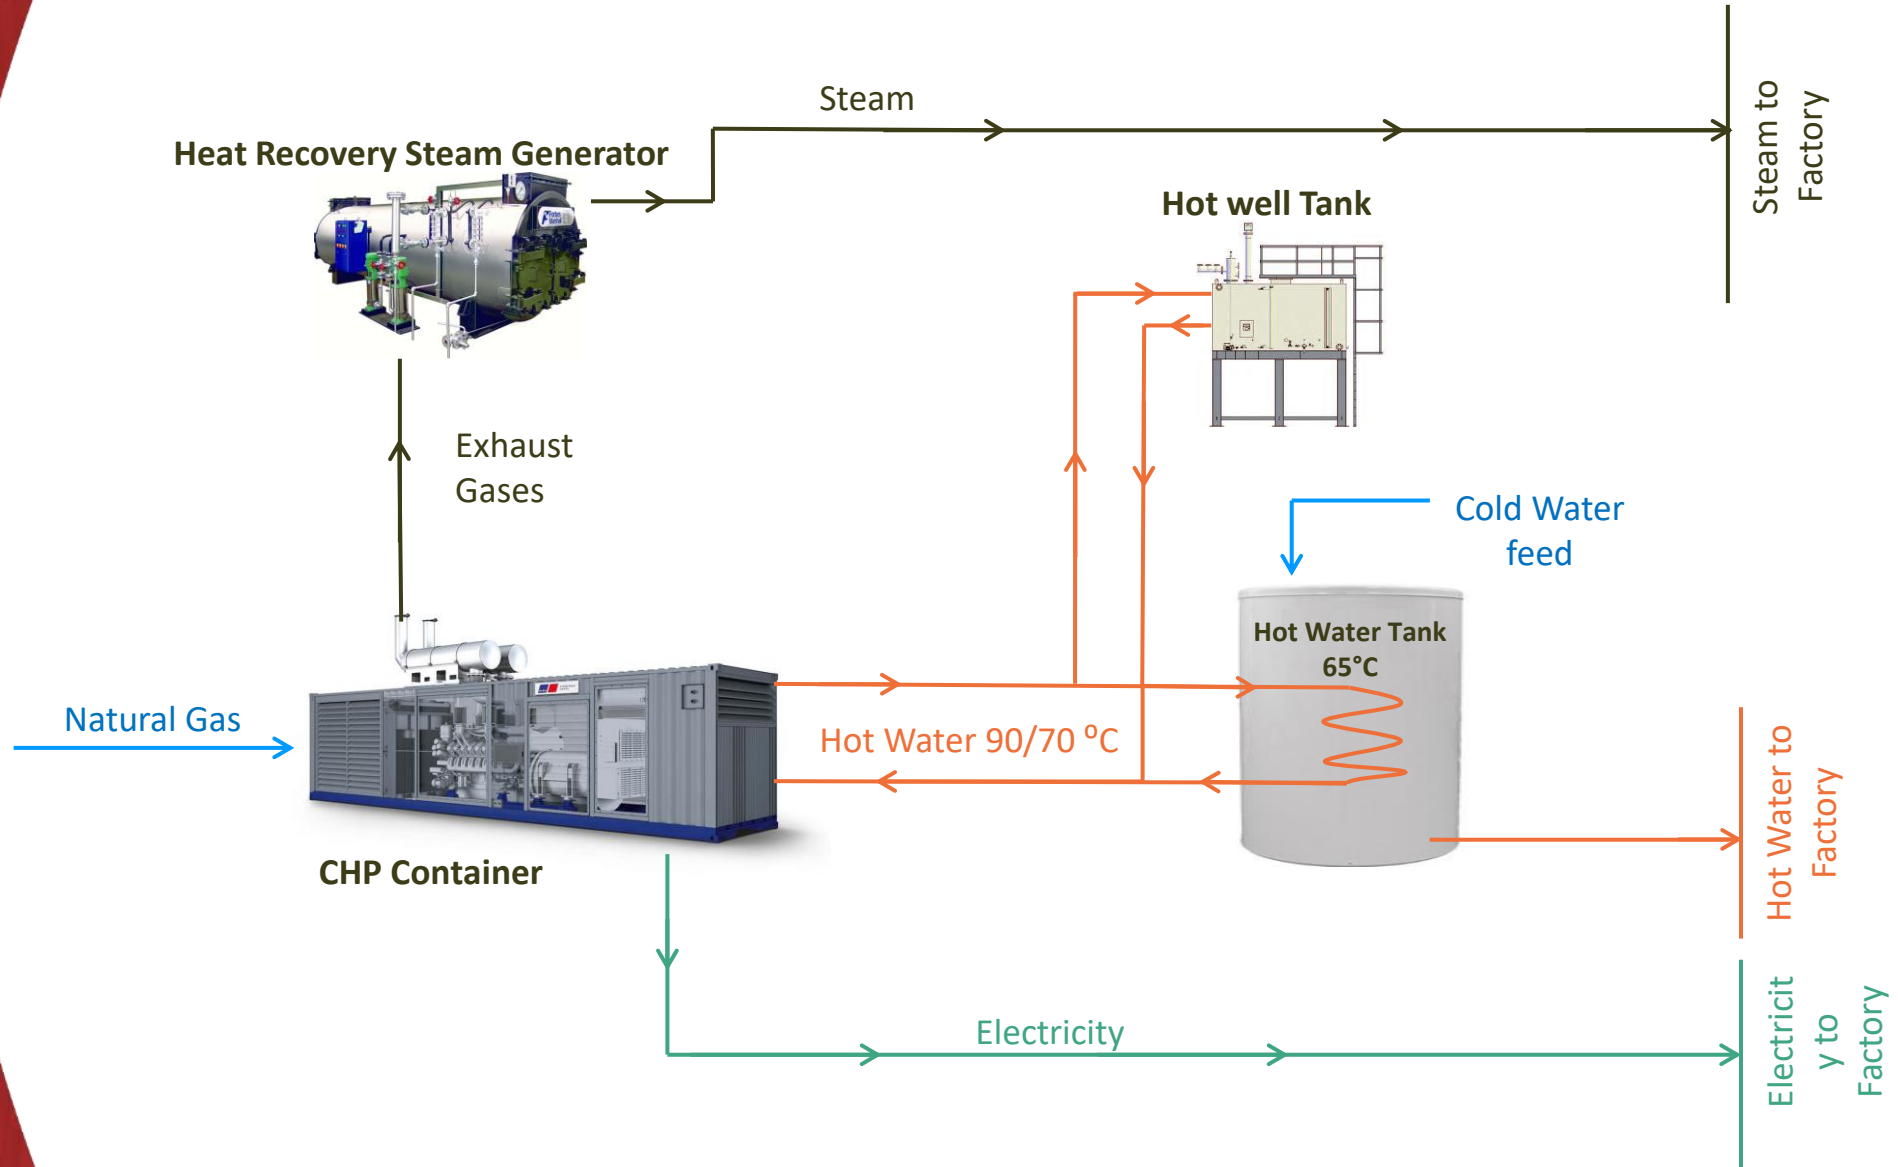 Steam
Steam to
Factory
Heat Recovery Steam Generator
Hot well Tank
Exhaust
Gases
Cold Water
feed
Hot Water Tank
65°C
Natural Gas
Hot Water 90/70 ⁰C
Hot Water to
Factory
CHP Container
Electricity
Electricit
y to
Factory